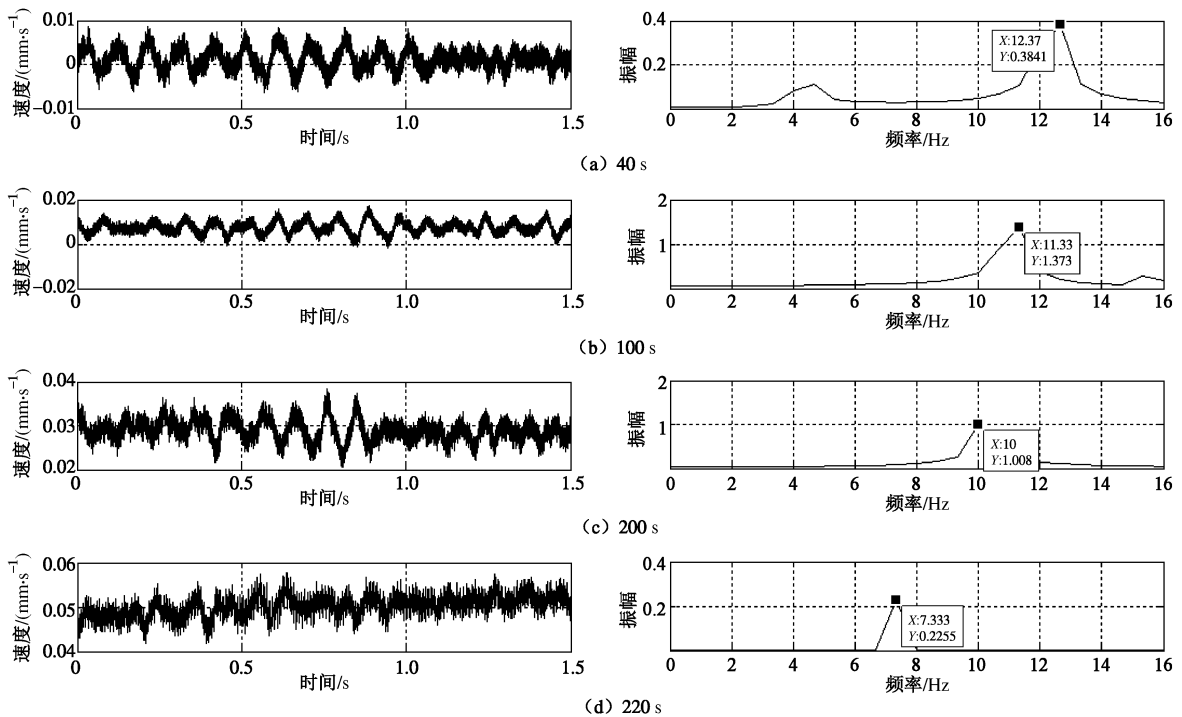 0.01
0
−0.01
速度/(mm·s⁻¹)
0 0.5 1.0 1.5
时间/s
0.4
0.2
振幅
X:12.37
Y:0.3841
0 2 4 6 8 10 12 14 16
频率/Hz
(a) 40 s
0.02
0
−0.02
速度/(mm·s⁻¹)
0 0.5 1.0 1.5
时间/s
2
1
振幅
X:11.33
Y:1.373
0 2 4 6 8 10 12 14 16
频率/Hz
(b) 100 s
0.04
0.03
0.02
速度/(mm·s⁻¹)
0 0.5 1.0 1.5
时间/s
2
1
振幅
X:10
Y:1.008
0 2 4 6 8 10 12 14 16
频率/Hz
(c) 200 s
0.06
0.05
0.04
速度/(mm·s⁻¹)
0 0.5 1.0 1.5
时间/s
0.4
0.2
振幅
X:7.333
Y:0.2255
0 2 4 6 8 10 12 14 16
频率/Hz
(d) 220 s